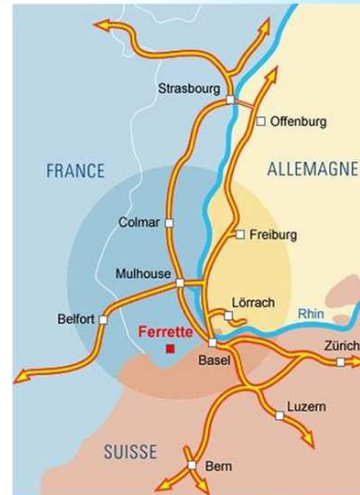 Strasbourg
Offenburg
FRANCE
ALLEMAGNE
Colmar
Freiburg
Mulhouse
Lörrach
Belfort
Rhin
Ferrette
Zürich
Basel
Luzern
SUISSE
Bern